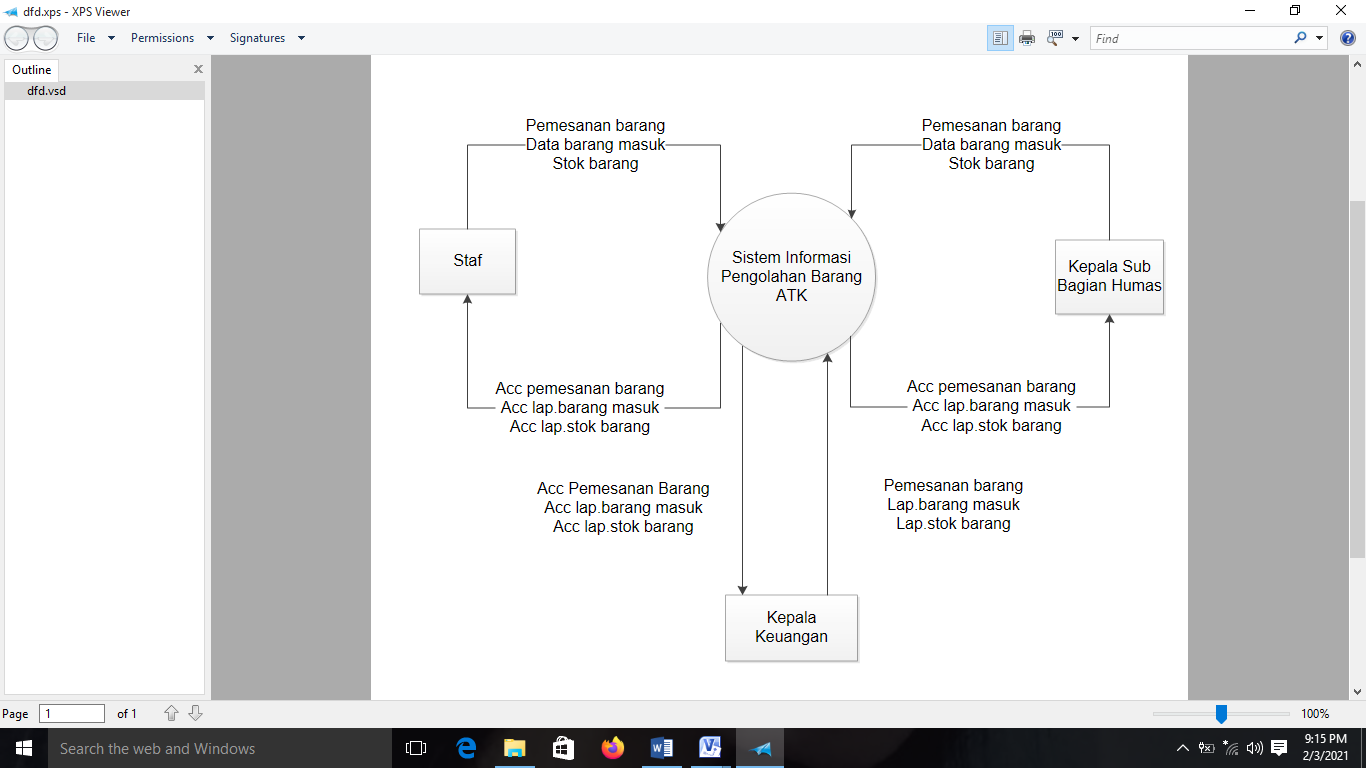 dfd.xps - XPS Viewer
File Permissions Signatures
100
Find
Outline
dfd.vsd
Pemesanan barang
Data barang masuk
Stok barang
Pemesanan barang
Data barang masuk
Stok barang
Staf
Sistem Informasi
Pengolahan Barang
ATK
Kepala Sub
Bagian Humas
Acc pemesanan barang
Acc lap.barang masuk
Acc lap.stok barang
Acc pemesanan barang
Acc lap.barang masuk
Acc lap.stok barang
Acc Pemesanan Barang
Acc lap.barang masuk
Acc lap.stok barang
Pemesanan barang
Lap.barang masuk
Lap.stok barang
Kepala
Keuangan
Page 1 of 1
100%
Search the web and Windows
9:15 PM
2/3/2021